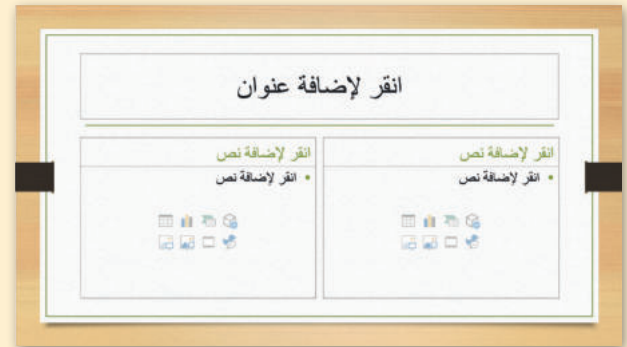 انقر لإضافة عنوان
انقر لإضافة نص
• انقر لإضافة نص
انقر لإضافة نص
• انقر لإضافة نص